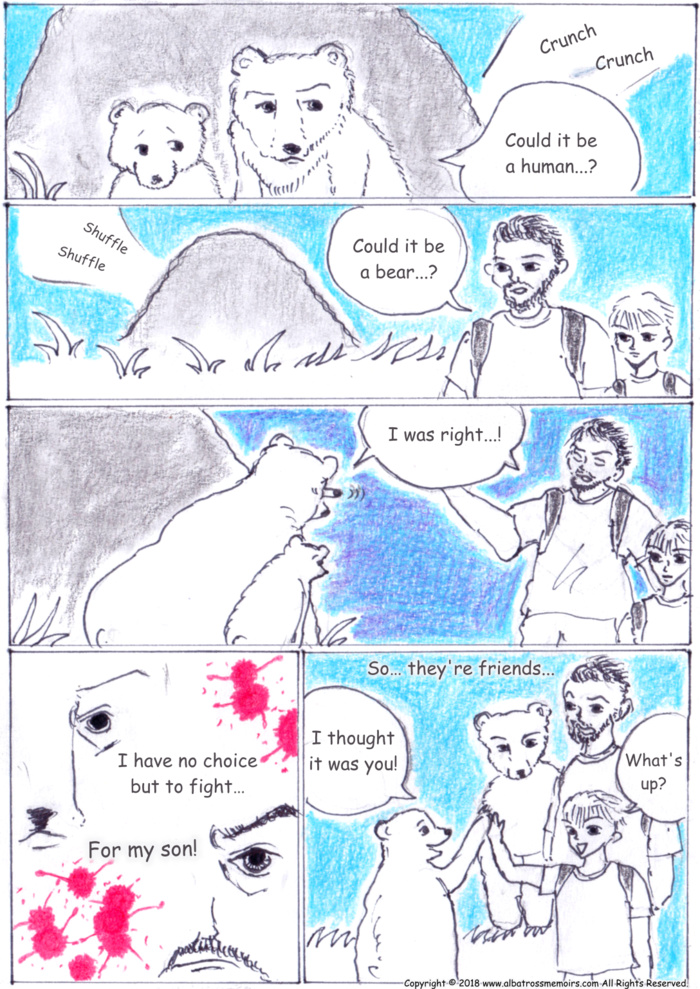 Crunch
Crunch
Could it be
a human...?
Shuffle
Shuffle
Could it be
a bear...?
I was right...!
I have no choice
but to fight...
For my son!
So... they're friends...
I thought
it was you!
What's
up?
Copyright © 2018 www.albatrossmemoirs.com All Rights Reserved.